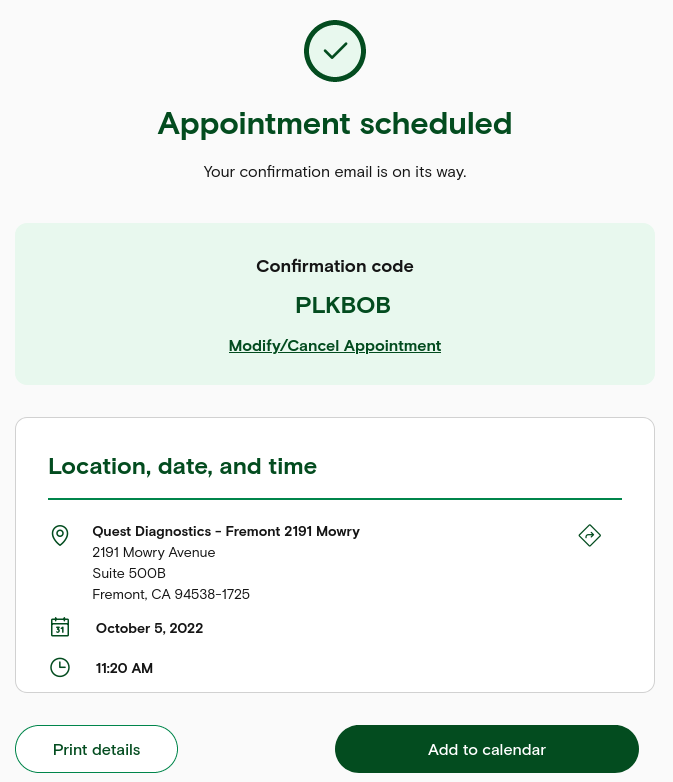 Appointment scheduled
Your confirmation email is on its way.
Confirmation code
PLKBOB
Modify/Cancel Appointment
Location, date, and time
Quest Diagnostics - Fremont 2191 Mowry
2191 Mowry Avenue
Suite 500B
Fremont, CA 94538-1725
31
October 5, 2022
11:20 AM
Print details
Add to calendar